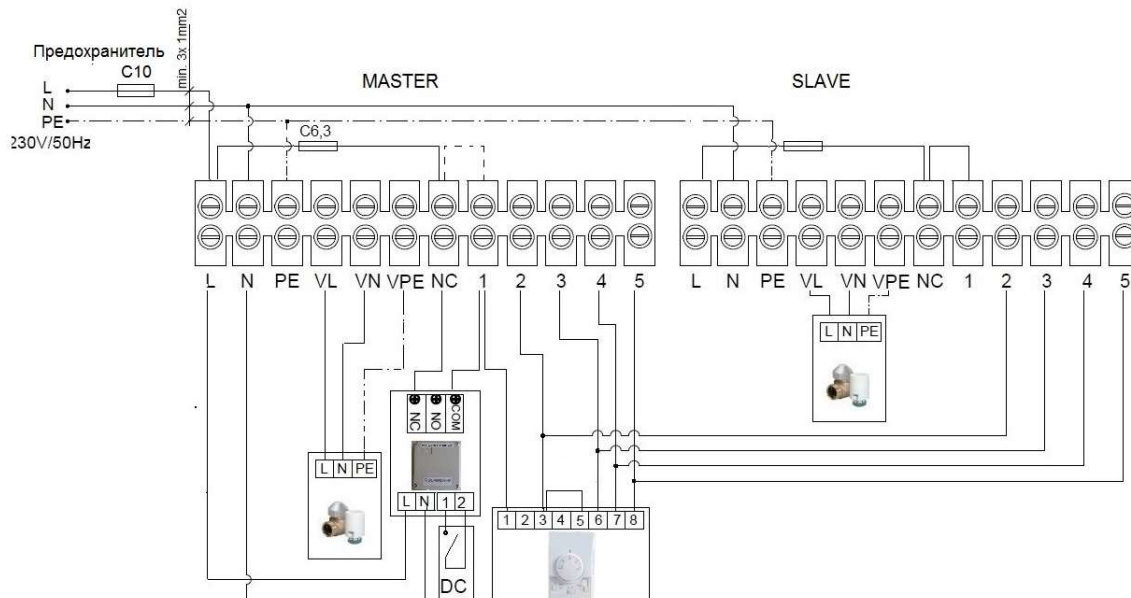 Предохранитель
C10
min. 3x 1mm2
L
N
PE
230V/50Hz
MASTER
SLAVE
C6,3
L N PE VL VN VPE NC 1 2 3 4 5
L N PE VL VN VPE NC 1 2 3 4 5
L N PE
NC NO COM
L N PE
L N 1 2
1 2 3 4 5 6 7 8
DC